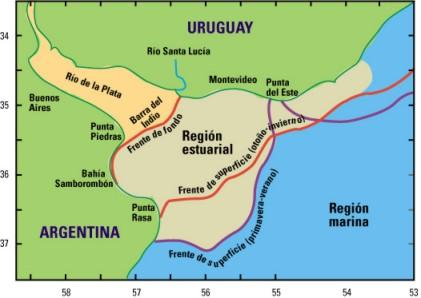 URUGUAY
Río Santa Lucía
Río de la Plata
Montevideo
Punta
del Este
Buenos
Aires
Barra del
Indio
Frente de fondo
Punta
Piedras
Región
estuarial
Frente de superficie (otoño-invierno)
Bahía
Samborombón
Punta
Rasa
Región
marina
ARGENTINA
Frente de superficie (primavera-verano)
34
35
36
37
58
57
56
55
54
53